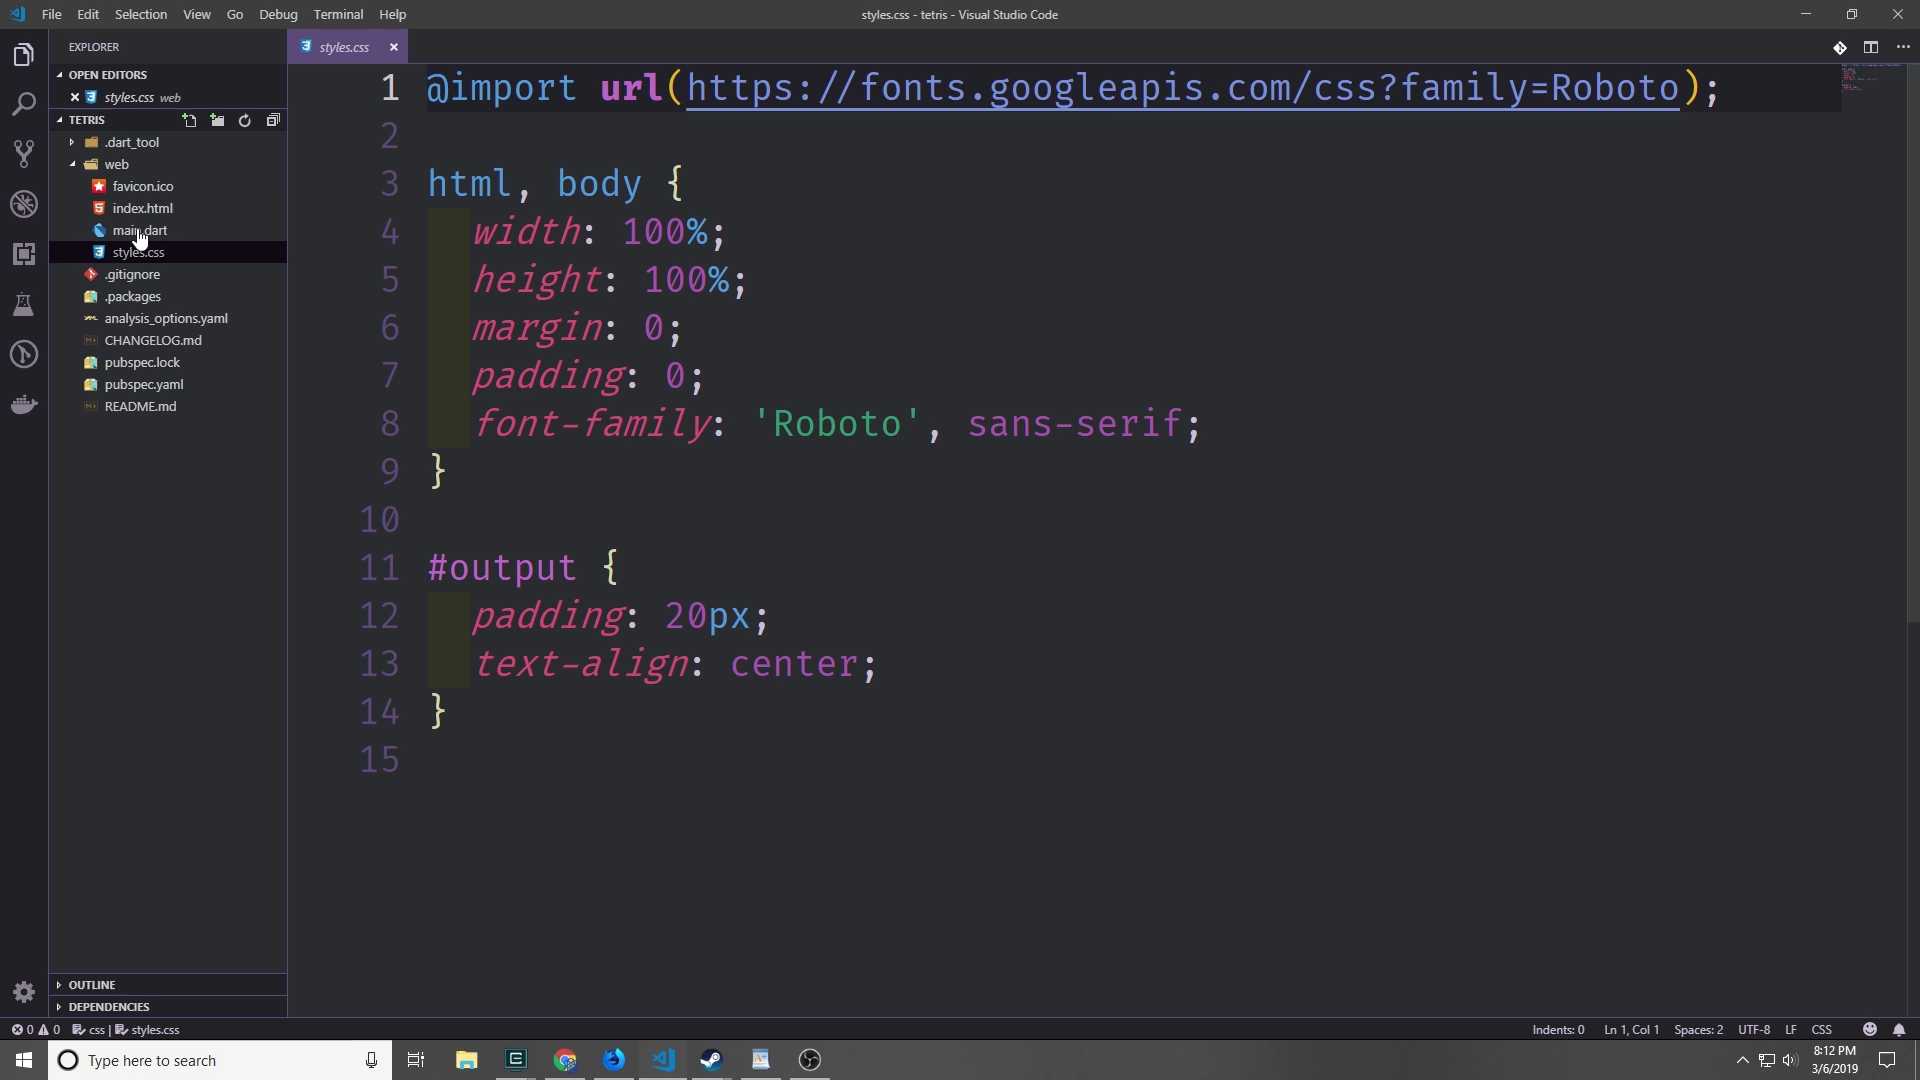 File Edit Selection View Go Debug Terminal Help
styles.css - tetris - Visual Studio Code
EXPLORER
OPEN EDITORS
styles.css web
TETRIS
.dart_tool
web
favicon.ico
index.html
main.dart
styles.css
.gitignore
.packages
analysis_options.yaml
CHANGELOG.md
pubspec.lock
pubspec.yaml
README.md
OUTLINE
DEPENDENCIES
styles.css
1 @import url(https://fonts.googleapis.com/css?family=Roboto);
2
3 html, body {
4 width: 100%;
5 height: 100%;
6 margin: 0;
7 padding: 0;
8 font-family: 'Roboto', sans-serif;
9 }
10
11 #output {
12 padding: 20px;
13 text-align: center;
14 }
15
0 0 css | styles.css
Indents: 0 Ln 1, Col 1 Spaces: 2 UTF-8 LF CSS
Type here to search
8:12 PM
3/6/2019